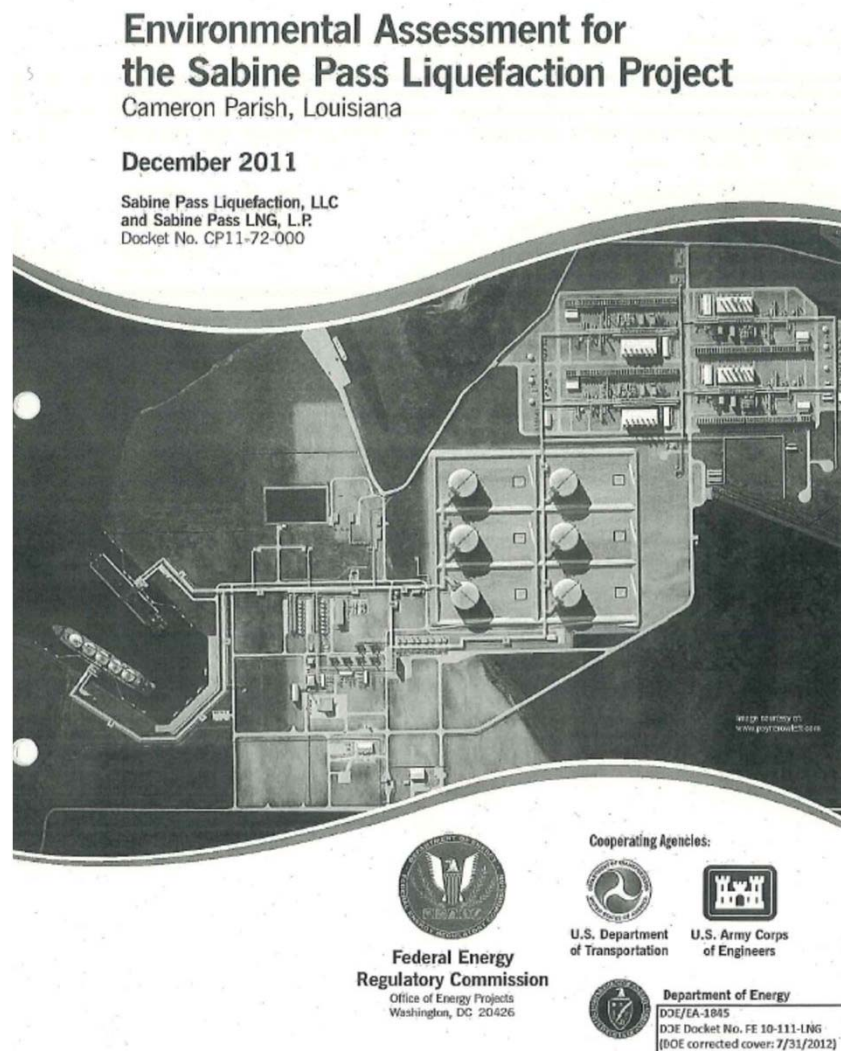 Environmental Assessment for
the Sabine Pass Liquefaction Project
Cameron Parish, Louisiana
December 2011
Sabine Pass Liquefaction, LLC
and Sabine Pass LNG, L.P.
Docket No. CP11-72-000
Image courtesy of:
Cooperating Agencies:
U.S. Department
of Transportation
U.S. Army Corps
of Engineers
Federal Energy
Regulatory Commission
Office of Energy Projects
Washington, DC 20426
Department of Energy
DOE/EA-1845
DOE Docket No. FE 10-111-LNG
(DOE corrected cover: 7/31/2012)